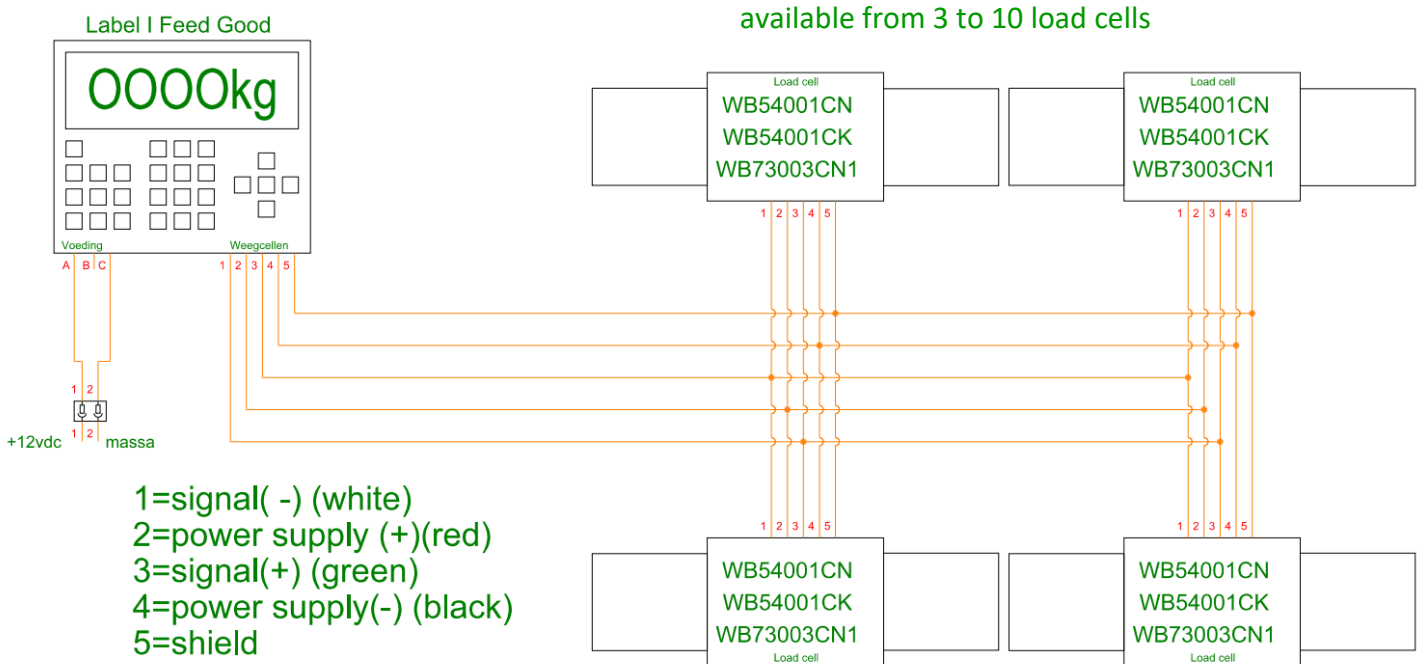 available from 3 to 10 load cells
Label I Feed Good
OOOOkg
Voeding
Weegcellen
A B C
1 2 3 4 5
1 2
+12vdc
1 2
massa
Load cell
WB54001CN
WB54001CK
WB73003CN1
1 2 3 4 5
Load cell
WB54001CN
WB54001CK
WB73003CN1
1 2 3 4 5
1=signal( -) (white)
2=power supply (+)(red)
3=signal(+) (green)
4=power supply(-) (black)
5=shield
1 2 3 4 5
WB54001CN
WB54001CK
WB73003CN1
Load cell
1 2 3 4 5
WB54001CN
WB54001CK
WB73003CN1
Load cell